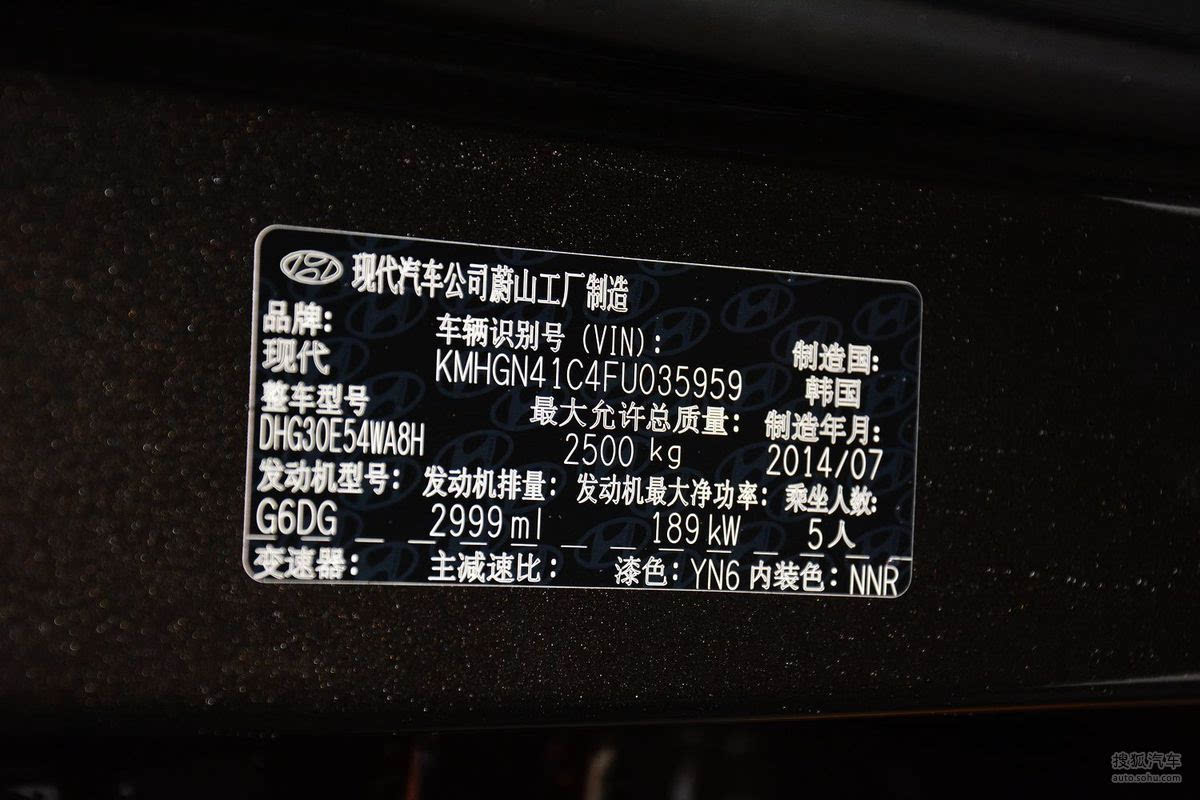 现代汽车公司蔚山工厂制造
品牌: 车辆识别号 (VIN): 制造国:
现代 KMHGN41C4FU035959 韩国
整车型号 最大允许总质量: 制造年月:
DHG30E54WA8H 2500 kg 2014/07
发动机型号: 发动机排量: 发动机最大净功率: 乘坐人数:
G6DG 2999ml 189kW 5人
变速器: 主减速比: 漆色: YN6 内装色: NNR
搜狐汽车
auto.sohu.com